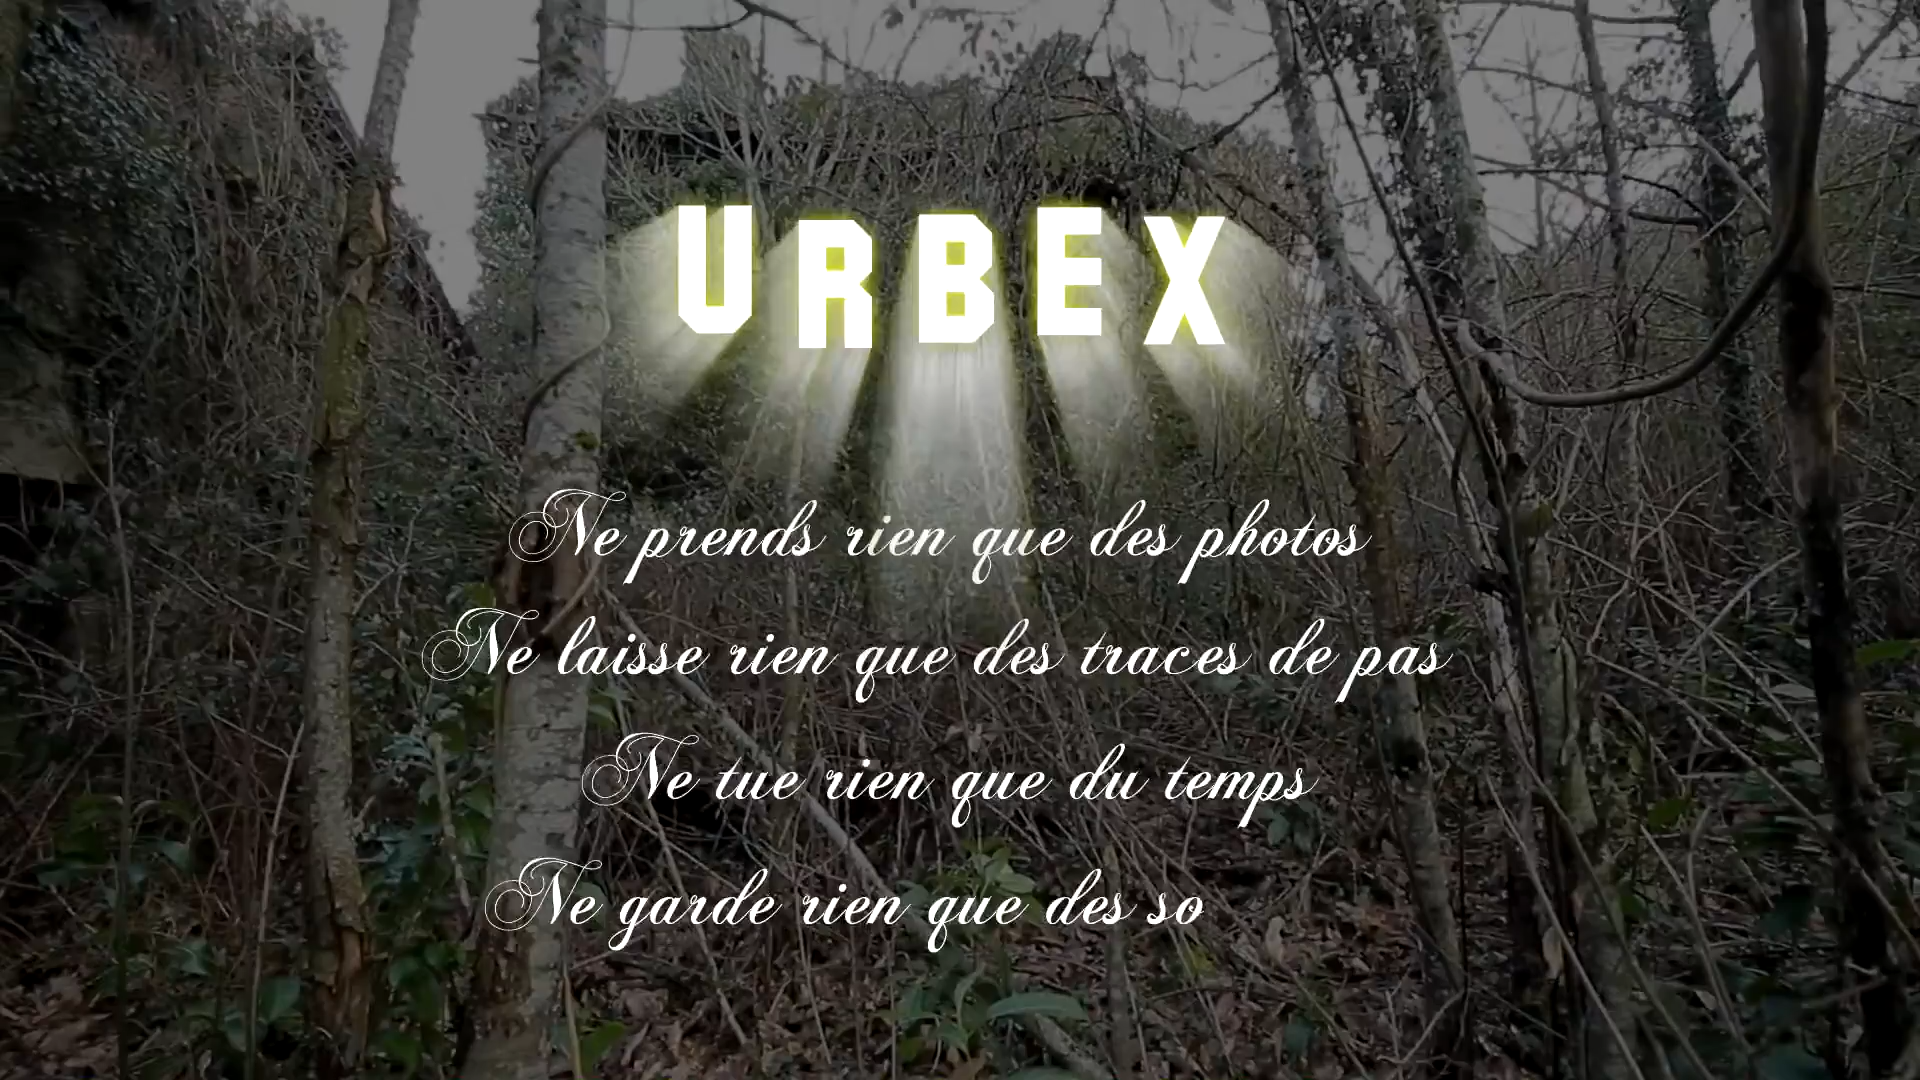 URBEX
Ne prends rien que des photos
Ne laisse rien que des traces de pas
Ne tue rien que du temps
Ne garde rien que des so